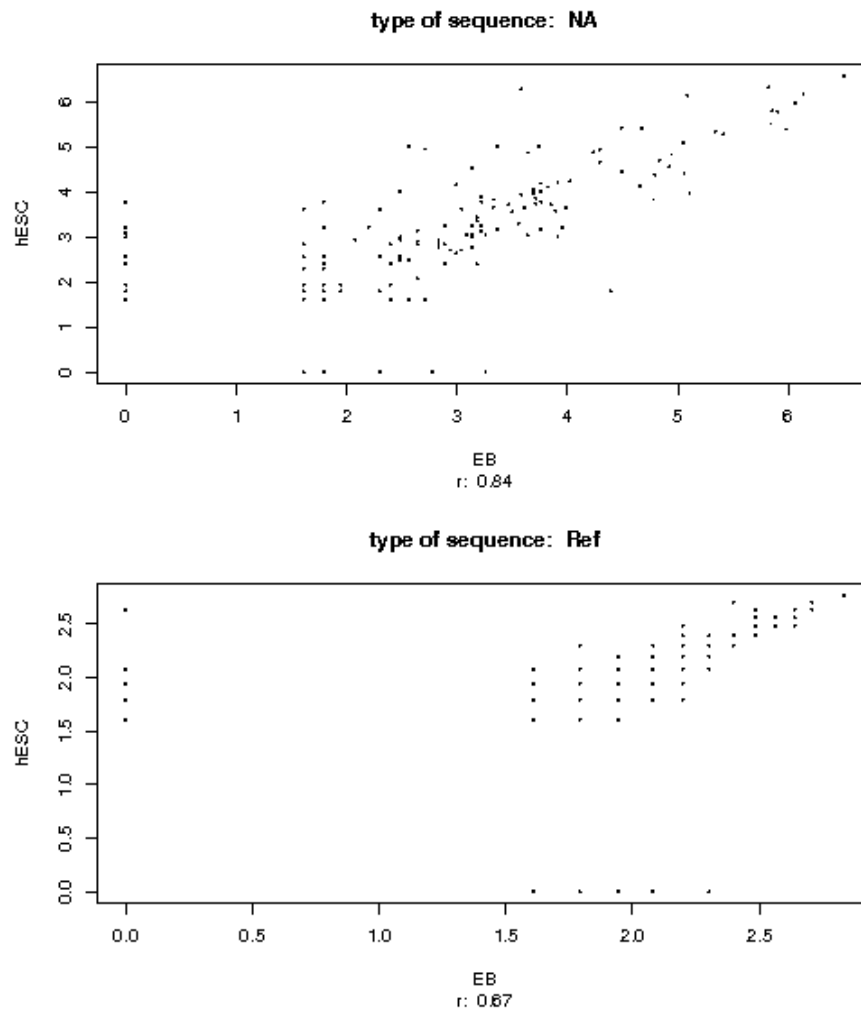 type of sequence: NA
6
5
4
3
2
1
0
hESC
0 1 2 3 4 5 6
EB
r: 0.84
type of sequence: Ref
2.5
2.0
1.5
1.0
0.5
0.0
hESC
0.0 0.5 1.0 1.5 2.0 2.5
EB
r: 0.67